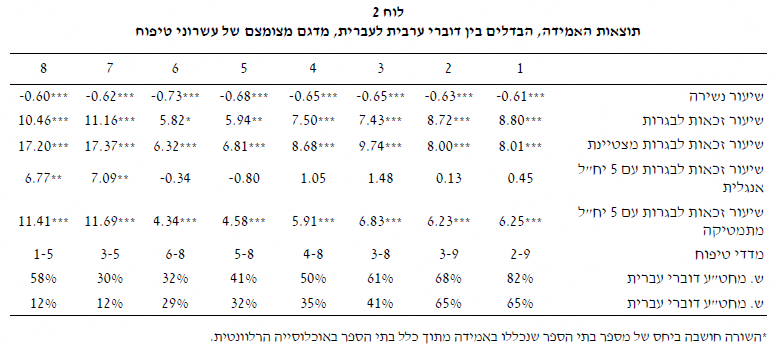 לוח 2
תוצאות האמידה, הבדלים בין דוברי ערבית לעברית, מדגם מצומצם של עשרוני טיפוח
1 2 3 4 5 6 7 8
שיעור נשירה -0.61*** -0.63*** -0.65*** -0.65*** -0.68*** -0.73*** -0.62*** -0.60***
שיעור זכאות לבגרות 8.80*** 8.72*** 7.43*** 7.50*** 5.94** 5.82* 11.16*** 10.46***
שיעור זכאות לבגרות מצטיינת 8.01*** 8.00*** 9.74*** 8.68*** 6.81*** 6.32*** 17.37*** 17.20***
שיעור זכאות לבגרות עם 5 יח״ל
אנגלית 0.45 0.13 1.48 1.05 -0.80 -0.34 7.09** 6.77**
שיעור זכאות לבגרות עם 5 יח״ל
מתמטיקה 6.25*** 6.23*** 6.83*** 5.91*** 4.58*** 4.34*** 11.69*** 11.41***
מדדי טיפוח 2-9 3-9 3-8 4-8 5-8 6-8 3-5 1-5
ש. מחט״ע דוברי עברית 82% 68% 61% 50% 41% 32% 30% 58%
ש. מחט״ע דוברי עברית 65% 65% 41% 35% 32% 29% 12% 12%
*השורה חושבה ביחס של מספר בתי הספר שנכללו באמידה מתוך כלל בתי הספר באוכלוסייה הרלוונטית.